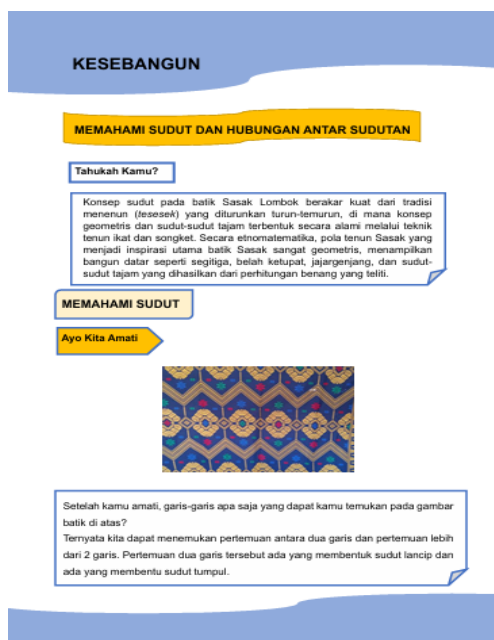 KESEBANGUN
MEMAHAMI SUDUT DAN HUBUNGAN ANTAR SUDUTAN
Tahukah Kamu?
Konsep sudut pada batik Sasak Lombok berakar kuat dari tradisi
menenun (tesesek) yang diturunkan turun-temurun, di mana konsep
geometris dan sudut-sudut tajam terbentuk secara alami melalui teknik
tenun ikat dan songket. Secara etnomatematika, pola tenun Sasak yang
menjadi inspirasi utama batik Sasak sangat geometris, menampilkan
bangun datar seperti segitiga, belah ketupat, jajargenjang, dan sudut-
sudut tajam yang dihasilkan dari perhitungan benang yang teliti.
MEMAHAMI SUDUT
Ayo Kita Amati
Setelah kamu amati, garis-garis apa saja yang dapat kamu temukan pada gambar
batik di atas?
Ternyata kita dapat menemukan pertemuan antara dua garis dan pertemuan lebih
dari 2 garis. Pertemuan dua garis tersebut ada yang membentuk sudut lancip dan
ada yang membentu sudut tumpul.